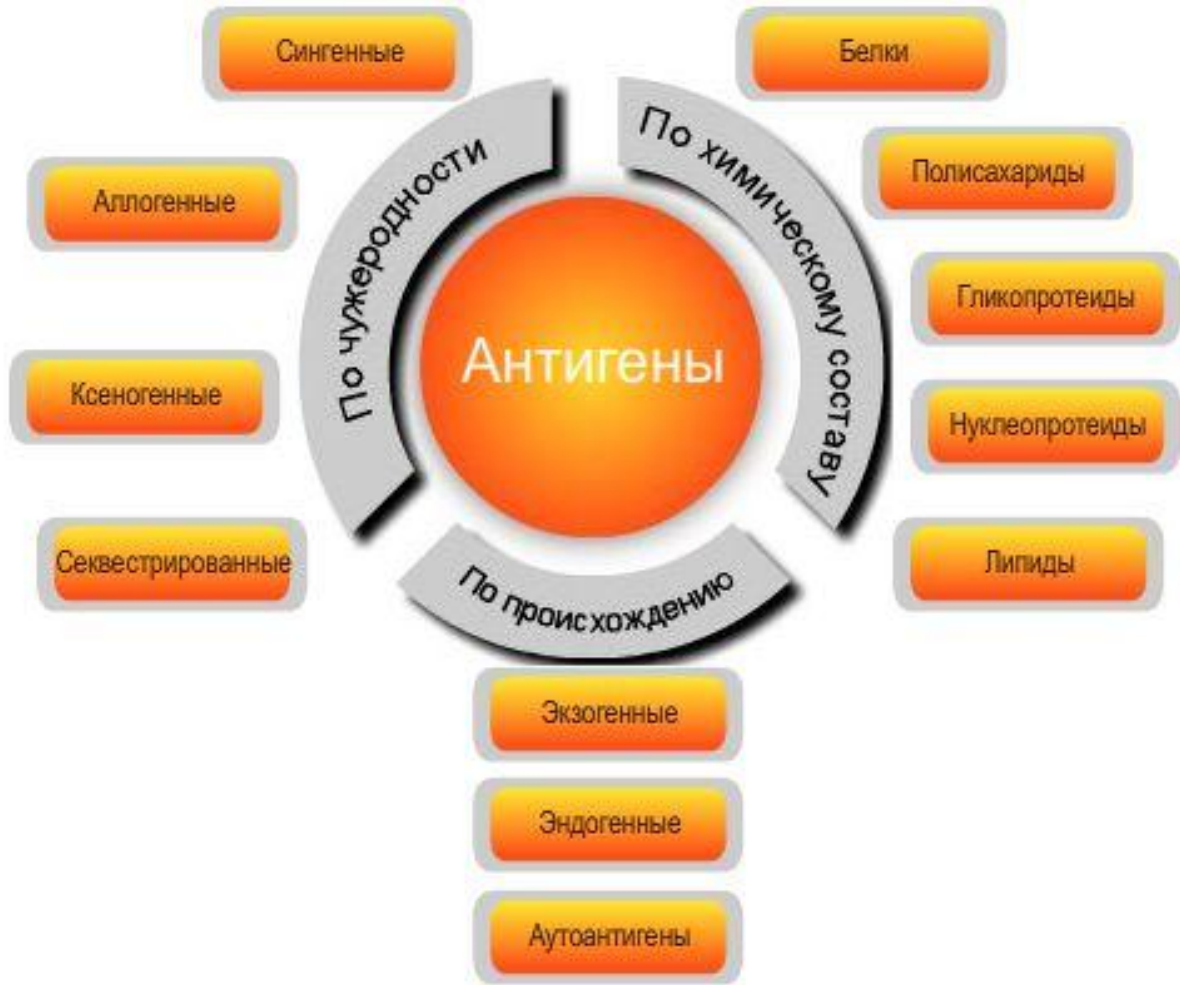 Антигены
По чужеродности
Сингенные
Аллогенные
Ксеногенные
Секвестрированные
По химическому составу
Белки
Полисахариды
Гликопротеиды
Нуклеопротеиды
Липиды
По происхождению
Экзогенные
Эндогенные
Аутоантигены